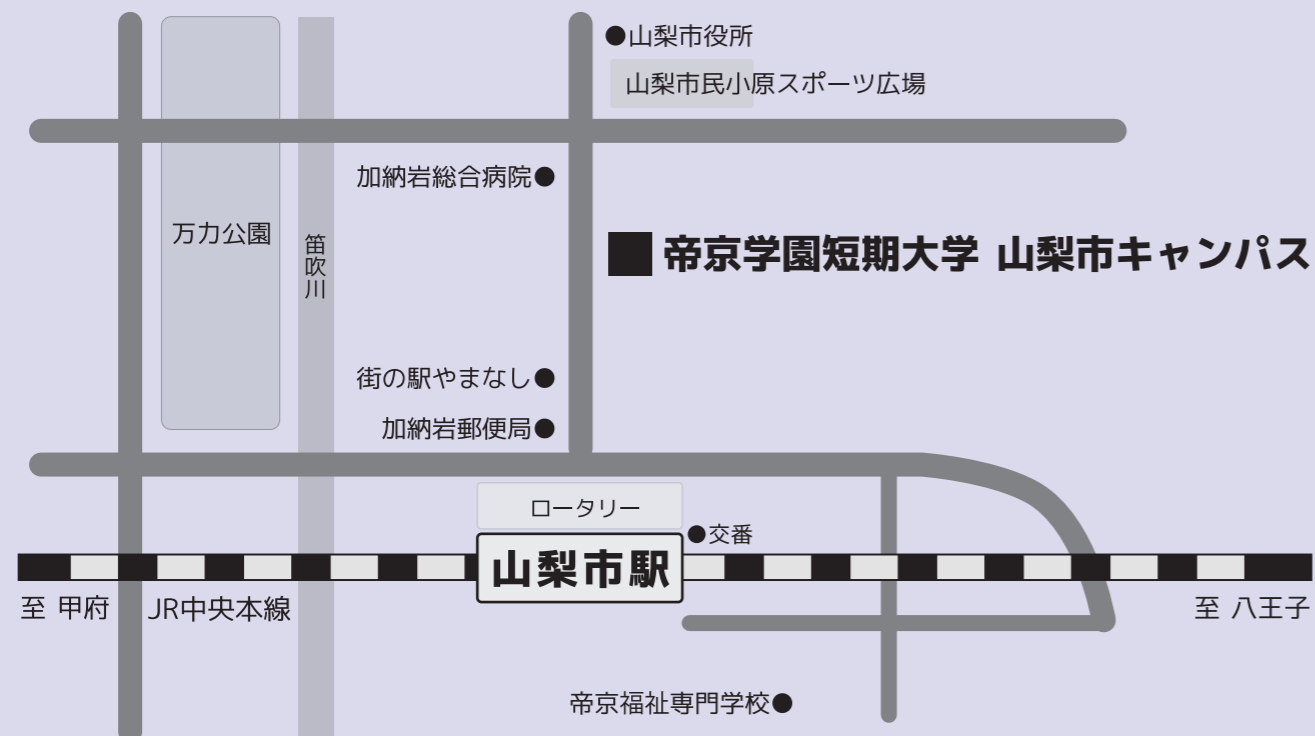 山梨市役所
山梨市民小原スポーツ広場
加納岩総合病院
万力公園
笛吹川
帝京学園短期大学 山梨市キャンパス
街の駅やまなし
加納岩郵便局
ロータリー
交番
山梨市駅
至 甲府
JR中央本線
至 八王子
帝京福祉専門学校